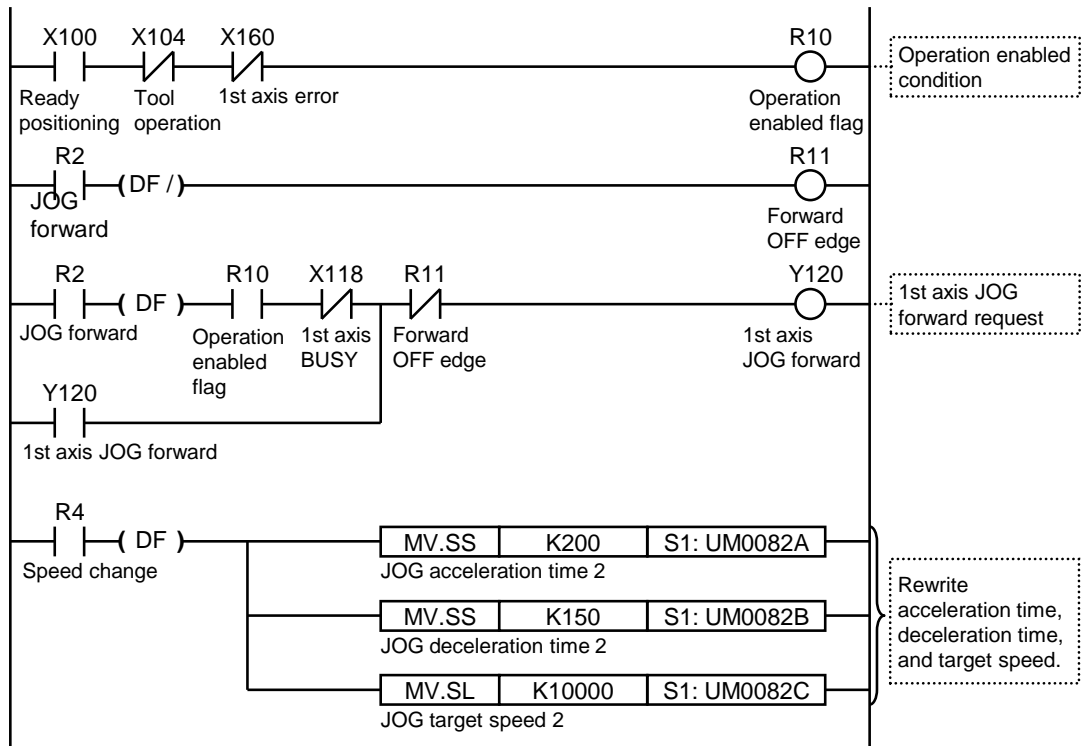 X100 X104 X160 R10
Ready positioning
Tool operation
1st axis error
Operation enabled flag
Operation enabled condition
R2 R11
( DF / )
JOG forward
Forward OFF edge
R2 R10 X118 R11 Y120
( DF )
JOG forward
Operation enabled flag
1st axis BUSY
Forward OFF edge
1st axis JOG forward
1st axis JOG forward request
Y120
1st axis JOG forward
R4
( DF )
Speed change
MV.SS K200 S1: UM0082A
JOG acceleration time 2
MV.SS K150 S1: UM0082B
JOG deceleration time 2
MV.SL K10000 S1: UM0082C
JOG target speed 2
Rewrite
acceleration time,
deceleration time,
and target speed.